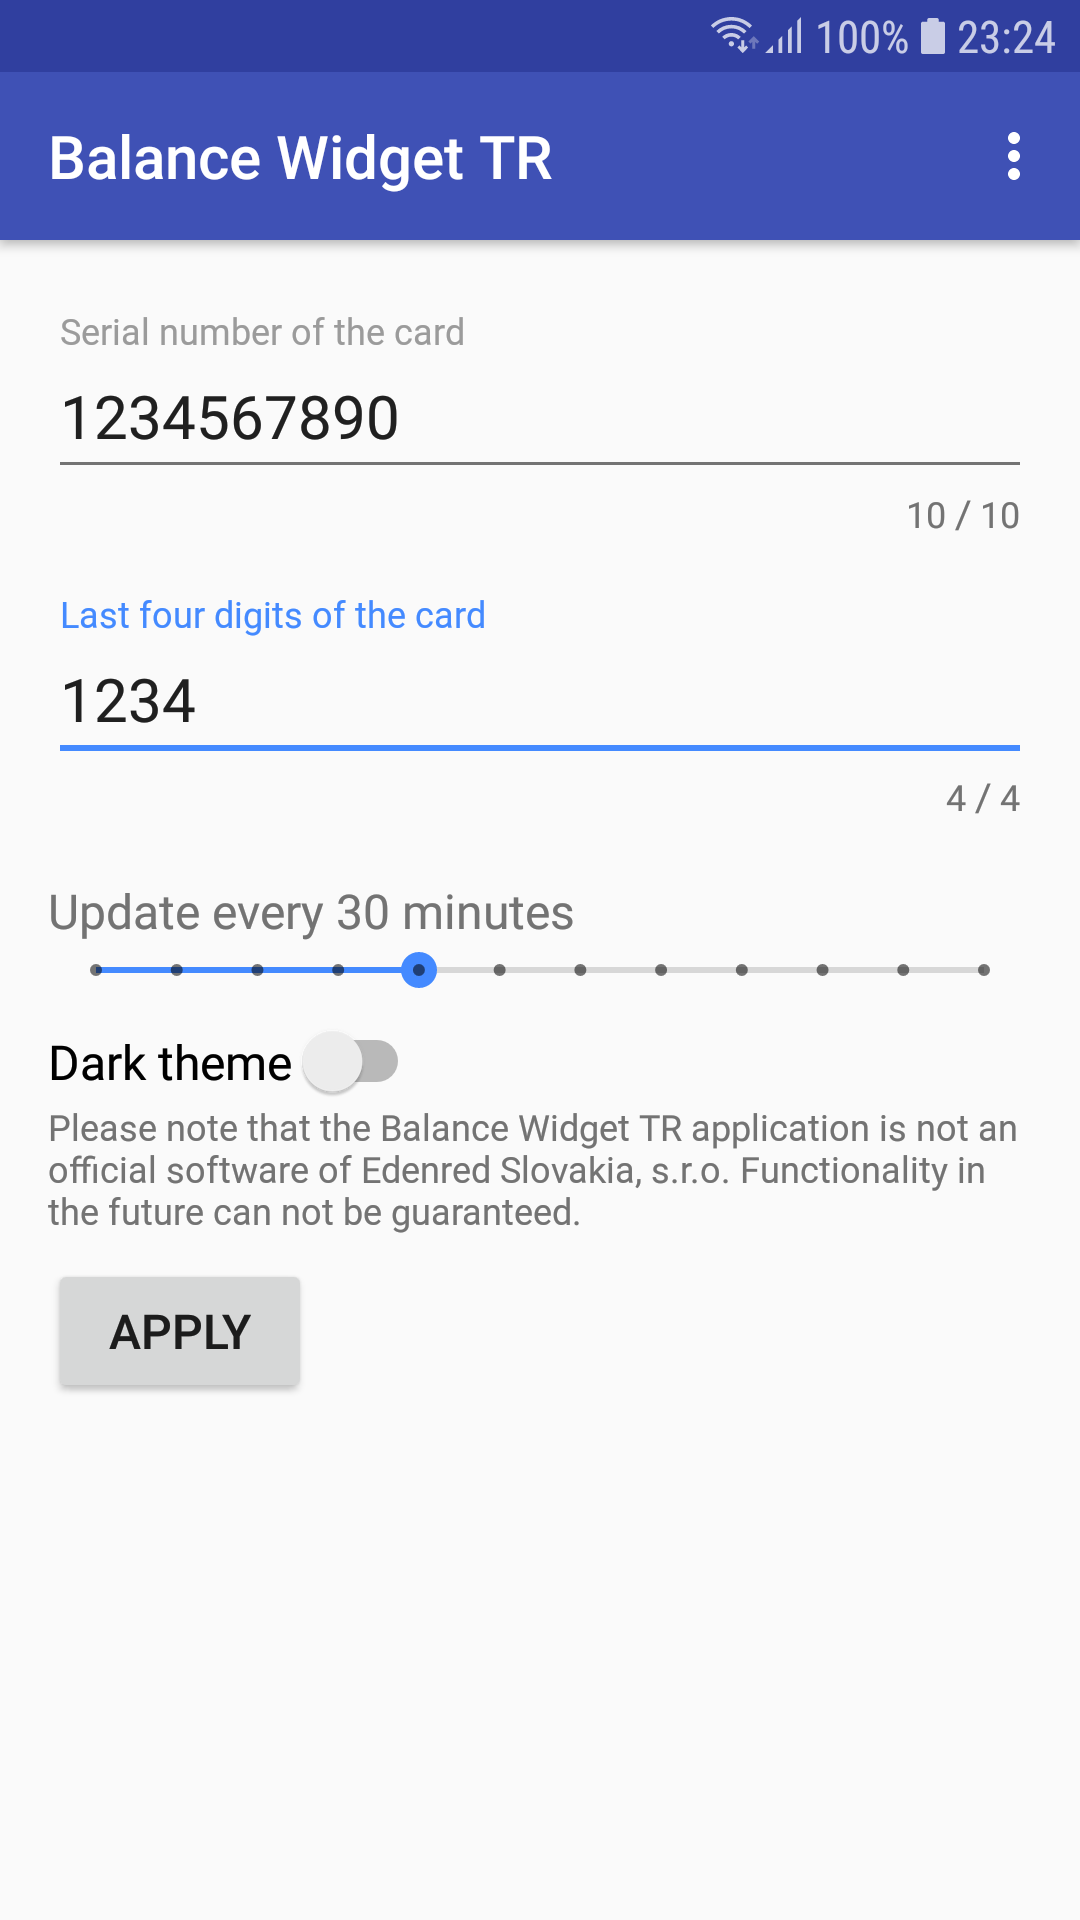 100% 23:24
Balance Widget TR
Serial number of the card
1234567890
10 / 10
Last four digits of the card
1234
4 / 4
Update every 30 minutes
Dark theme
Please note that the Balance Widget TR application is not an
official software of Edenred Slovakia, s.r.o. Functionality in
the future can not be guaranteed.
APPLY